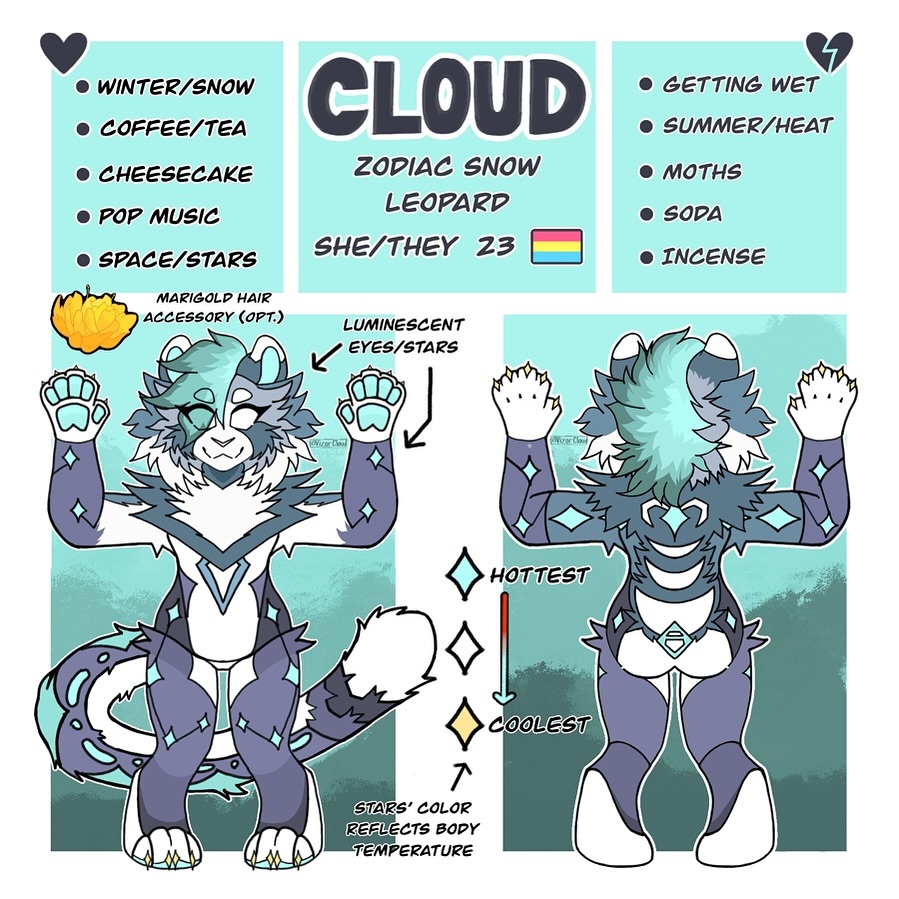 WINTER/SNOW
COFFEE/TEA
CHEESECAKE
POP MUSIC
SPACE/STARS
CLOUD
ZODIAC SNOW
LEOPARD
SHE/THEY 23
GETTING WET
SUMMER/HEAT
MOTHS
SODA
INCENSE
MARIGOLD HAIR
ACCESSORY (OPT.)
LUMINESCENT
EYES/STARS
HOTTEST
COOLEST
STARS' COLOR
REFLECTS BODY
TEMPERATURE